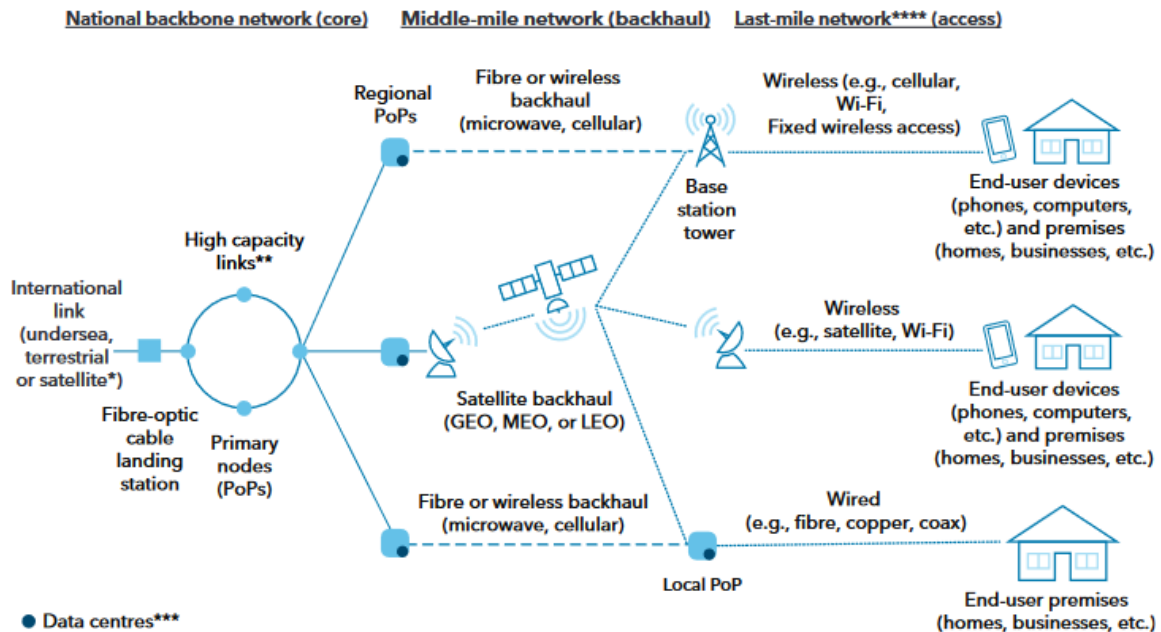 National backbone network (core)
Middle-mile network (backhaul)
Last-mile network**** (access)
Regional
PoPs
Fibre or wireless
backhaul
(microwave, cellular)
Wireless (e.g., cellular,
Wi-Fi,
Fixed wireless access)
Base
station
tower
End-user devices
(phones, computers,
etc.) and premises
(homes, businesses, etc.)
High capacity
links**
International
link
(undersea,
terrestrial
or satellite*)
Fibre-optic
cable
landing
station
Primary
nodes
(PoPs)
Satellite backhaul
(GEO, MEO, or LEO)
Wireless
(e.g., satellite, Wi-Fi)
End-user devices
(phones, computers,
etc.) and premises
(homes, businesses, etc.)
Fibre or wireless backhaul
(microwave, cellular)
Wired
(e.g., fibre, copper, coax)
Local PoP
End-user premises
(homes, businesses, etc.)
Data centres***